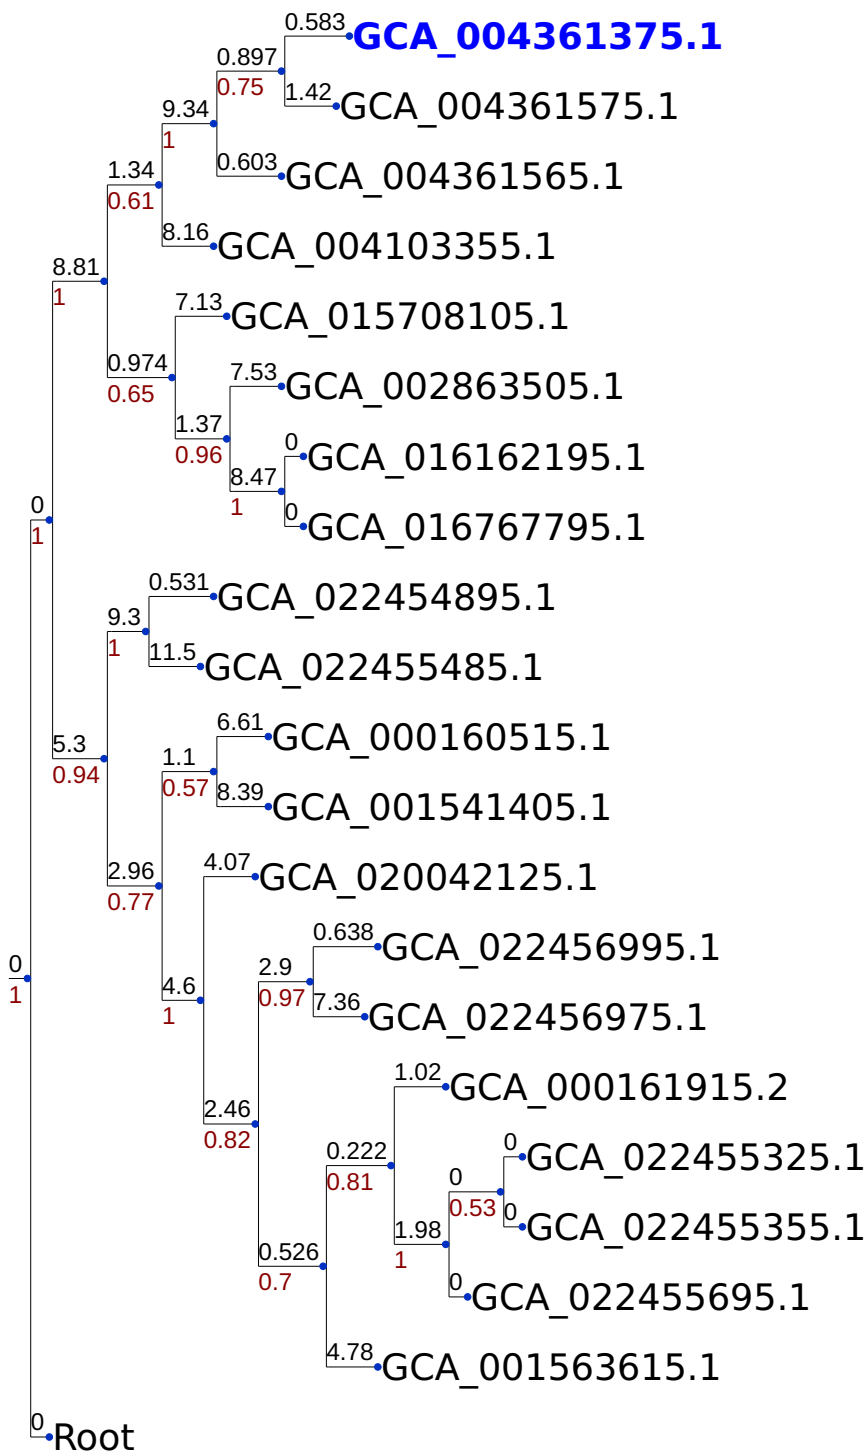 0.583
GCA_004361375.1
0.897
0.75
1.42
GCA_004361575.1
9.34
1
0.603
GCA_004361565.1
1.34
0.61
8.16
GCA_004103355.1
8.81
1
7.13
GCA_015708105.1
0.974
0.65
7.53
GCA_002863505.1
1.37
0.96
0
GCA_016162195.1
8.47
1
0
GCA_016767795.1
0
1
0.531
GCA_022454895.1
9.3
1
11.5
GCA_022455485.1
5.3
0.94
6.61
GCA_000160515.1
1.1
0.57
8.39
GCA_001541405.1
2.96
0.77
4.07
GCA_020042125.1
0
1
4.6
1
0.638
GCA_022456995.1
2.9
0.97
7.36
GCA_022456975.1
2.46
0.82
1.02
GCA_000161915.2
0.222
0.81
0
GCA_022455325.1
0
0.53
0
GCA_022455355.1
1.98
1
0
GCA_022455695.1
0.526
0.7
4.78
GCA_001563615.1
0
Root